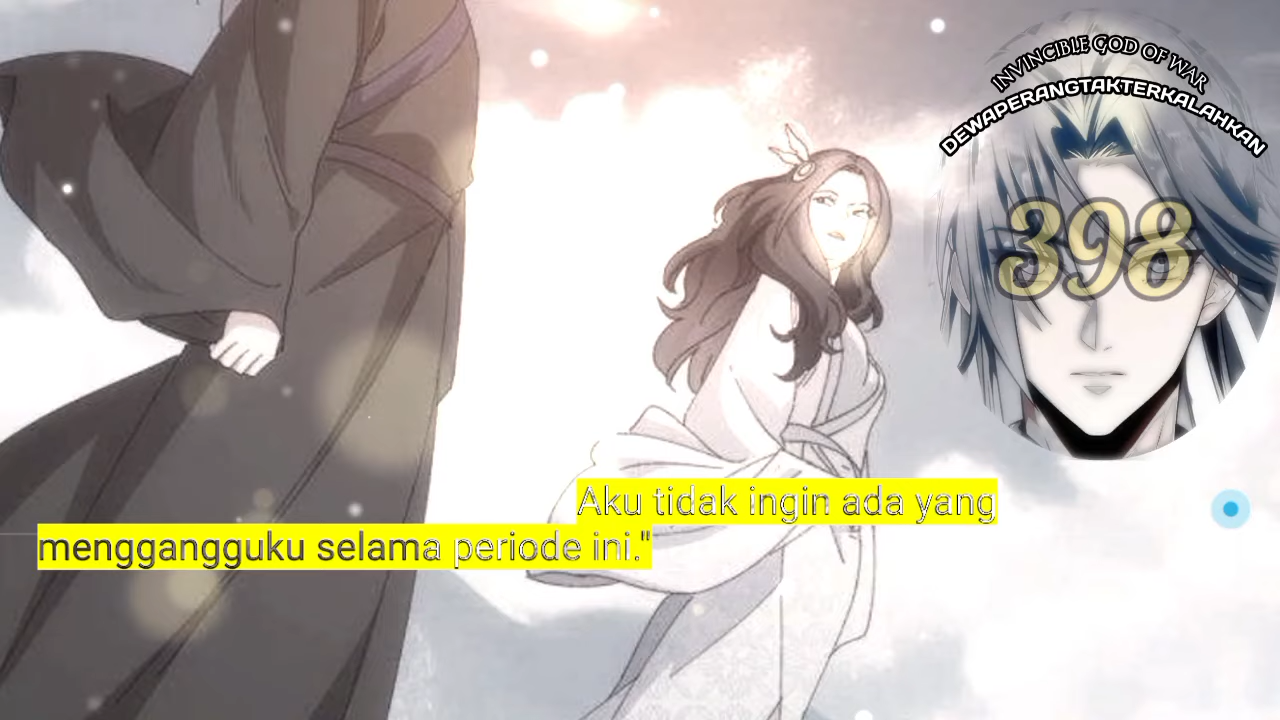 INVINCIBLE GOD OF WAR
DEWAPERANGTAKTERKALAHKAN
398
Aku tidak ingin ada yang
menggangguku selama periode ini."